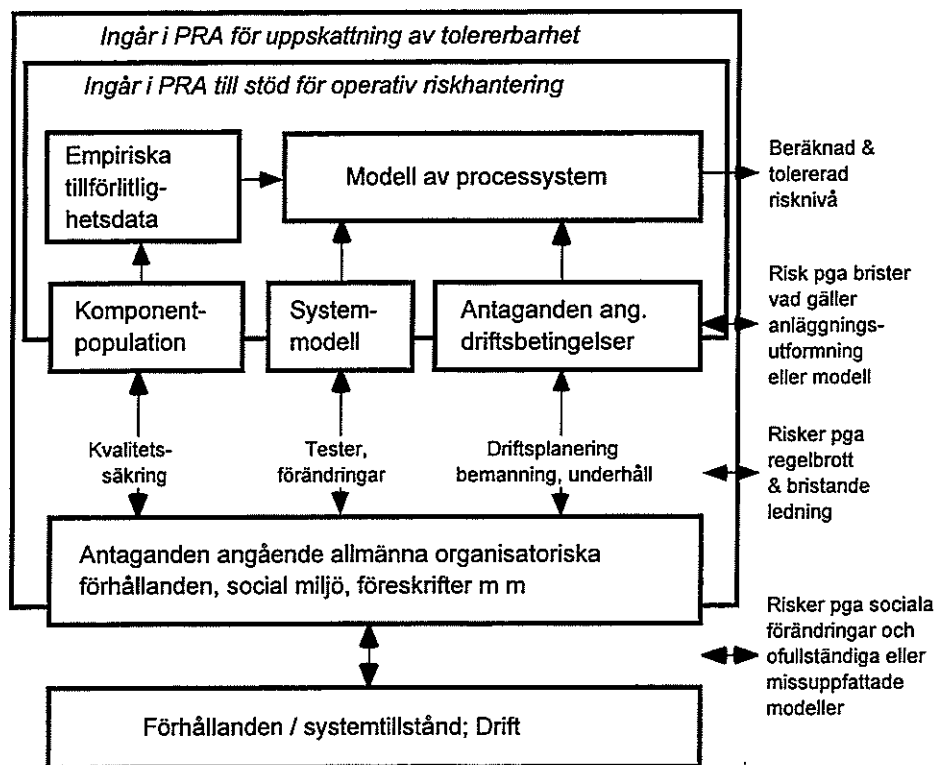 Ingår i PRA för uppskattning av tolererbarhet
Ingår i PRA till stöd för operativ riskhantering
Empiriska
tillförlitlig-
hetsdata
Modell av processystem
Beräknad &
tolererad
risknivå
Komponent-
population
System-
modell
Antaganden ang.
driftsbetingelser
Risk pga brister
vad gäller
anläggnings-
utformning
eller modell
Kvalitets-
säkring
Tester,
förändringar
Driftsplanering
bemanning, underhåll
Risker pga
regelbrott
& bristande
ledning
Antaganden angående allmänna organisatoriska
förhållanden, social miljö, föreskrifter m m
Risker pga sociala
förändringar och
ofullständiga eller
missuppfattade
modeller
Förhållanden / systemtillstånd; Drift